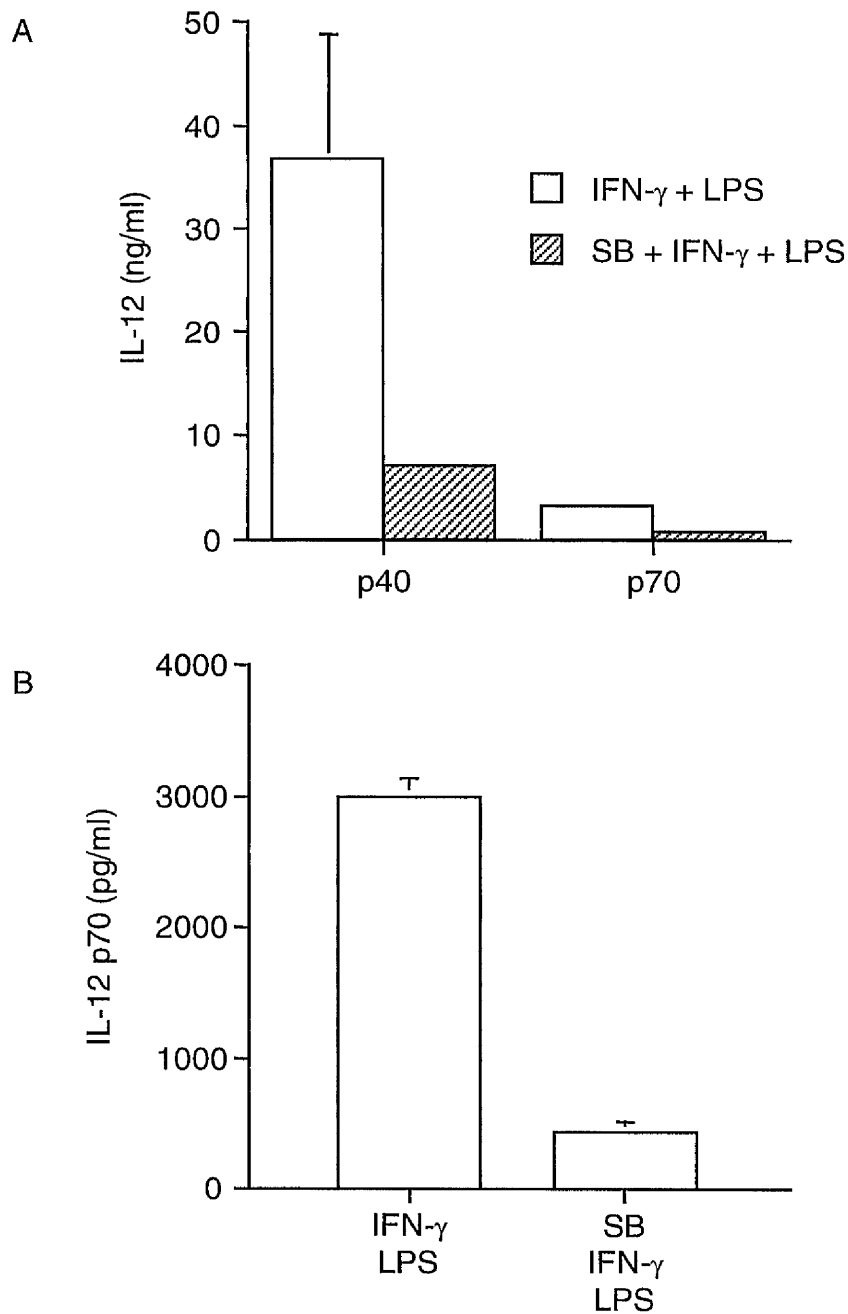 A
IL-12 (ng/ml)
50
40
30
20
10
0
IFN-γ + LPS
SB + IFN-γ + LPS
p40
p70
B
IL-12 p70 (pg/ml)
4000
3000
2000
1000
0
IFN-γ
LPS
SB
IFN-γ
LPS